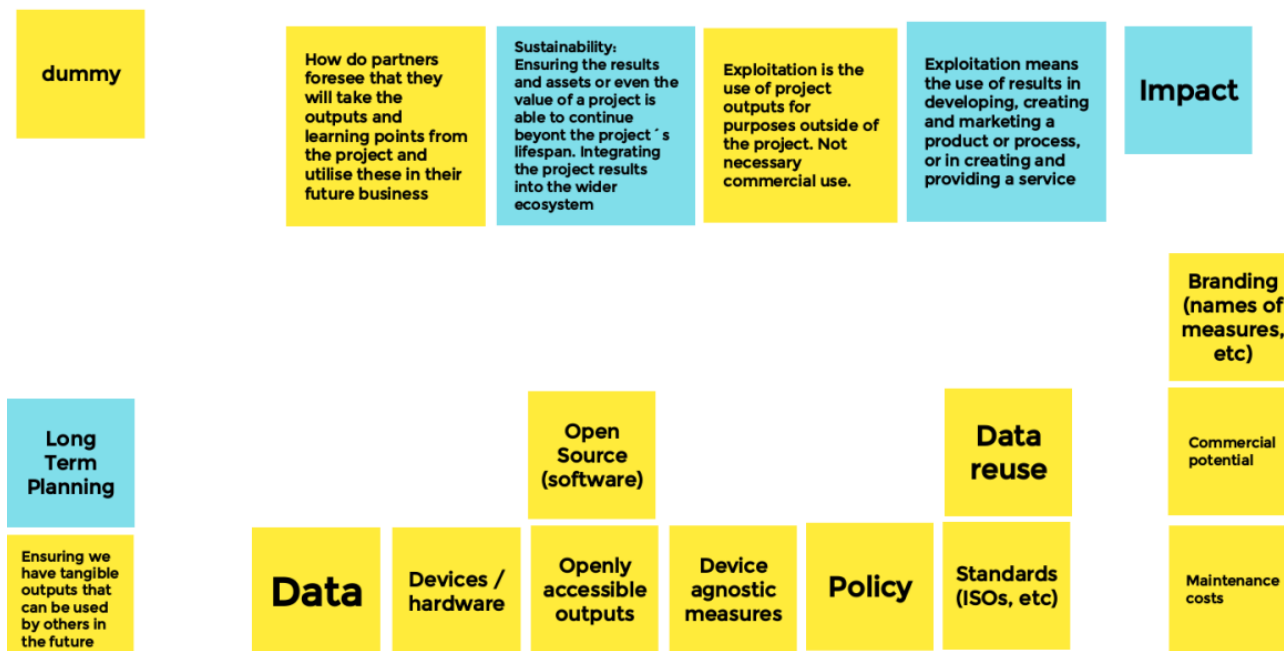 dummy
How do partners
foresee that they
will take the
outputs and
learning points from
the project and
utilise these in their
future business
Sustainability:
Ensuring the results
and assets or even the
value of a project is
able to continue
beyont the project´s
lifespan. Integrating
the project results
into the wider
ecosystem
Exploitation is the
use of project
outputs for
purposes outside of
the project. Not
necessary
commercial use.
Exploitation means
the use of results in
developing, creating
and marketing a
product or process,
or in creating and
providing a service
Impact
Branding
(names of
measures,
etc)
Long
Term
Planning
Open
Source
(software)
Data
reuse
Commercial
potential
Ensuring we
have tangible
outputs that
can be used
by others in
the future
Data
Devices /
hardware
Openly
accessible
outputs
Device
agnostic
measures
Policy
Standards
(ISOs, etc)
Maintenance
costs